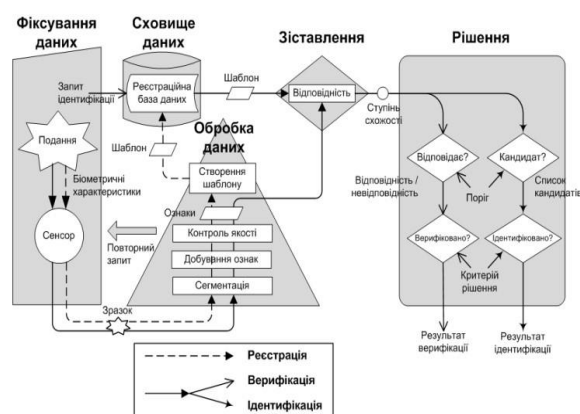 Фіксування
даних
Сховище
даних
Зіставлення
Рішення
Запит
ідентифікації
Реєстраційна
база даних
Шаблон
Відповідність
Ступінь
схожості
Подання
Шаблон
Обробка
даних
Біометричні
характеристики
Створення
шаблону
Відповідає?
Кандидат?
Відповідність /
невідповідність
Поріг
Список
кандидатів
Ознаки
Сенсор
Повторний
запит
Контроль якості
Добування ознак
Сегментація
Верифіковано?
Ідентифіковано?
Критерій
рішення
Зразок
Результат
верифікації
Результат
ідентифікації
Реєстрація
Верифікація
Ідентифікація